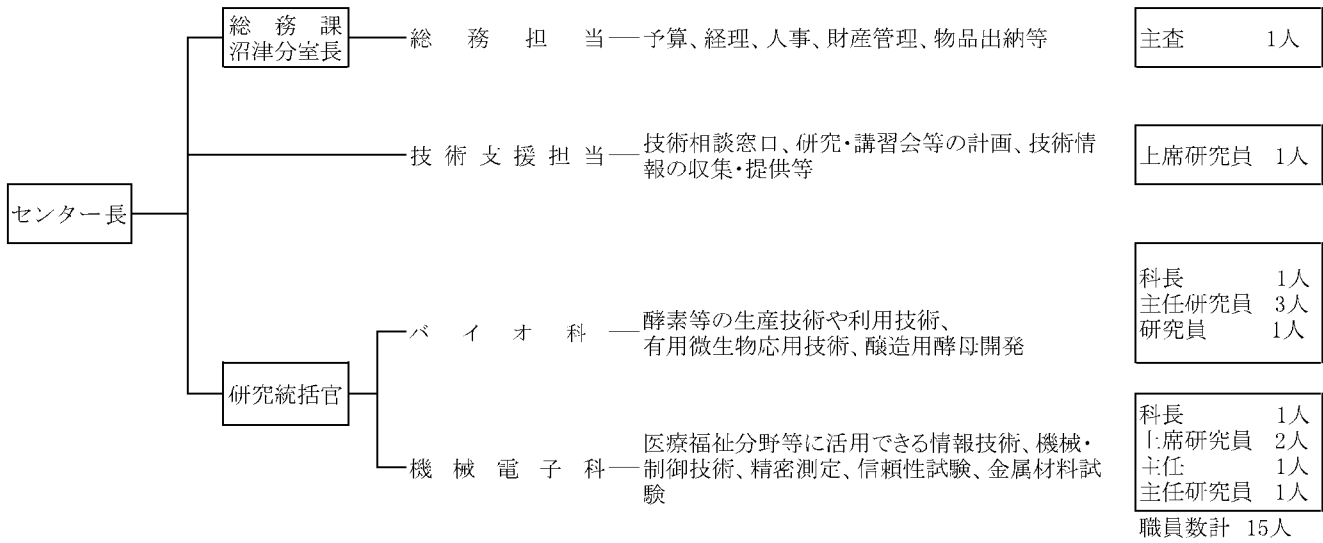 総務課
沼津分室長
総務担当
予算、経理、人事、財産管理、物品出納等
主査 1人
技術支援担当
技術相談窓口、研究・講習会等の計画、技術情
報の収集・提供等
上席研究員 1人
センター長
バイオ科
酵素等の生産技術や利用技術、
有用微生物応用技術、醸造用酵母開発
科長 1人
主任研究員 3人
研究員 1人
研究統括官
機械電子科
医療福祉分野等に活用できる情報技術、機械・
制御技術、精密測定、信頼性試験、金属材料試
験
科長 1人
上席研究員 2人
主任 1人
主任研究員 1人
職員数計 15人